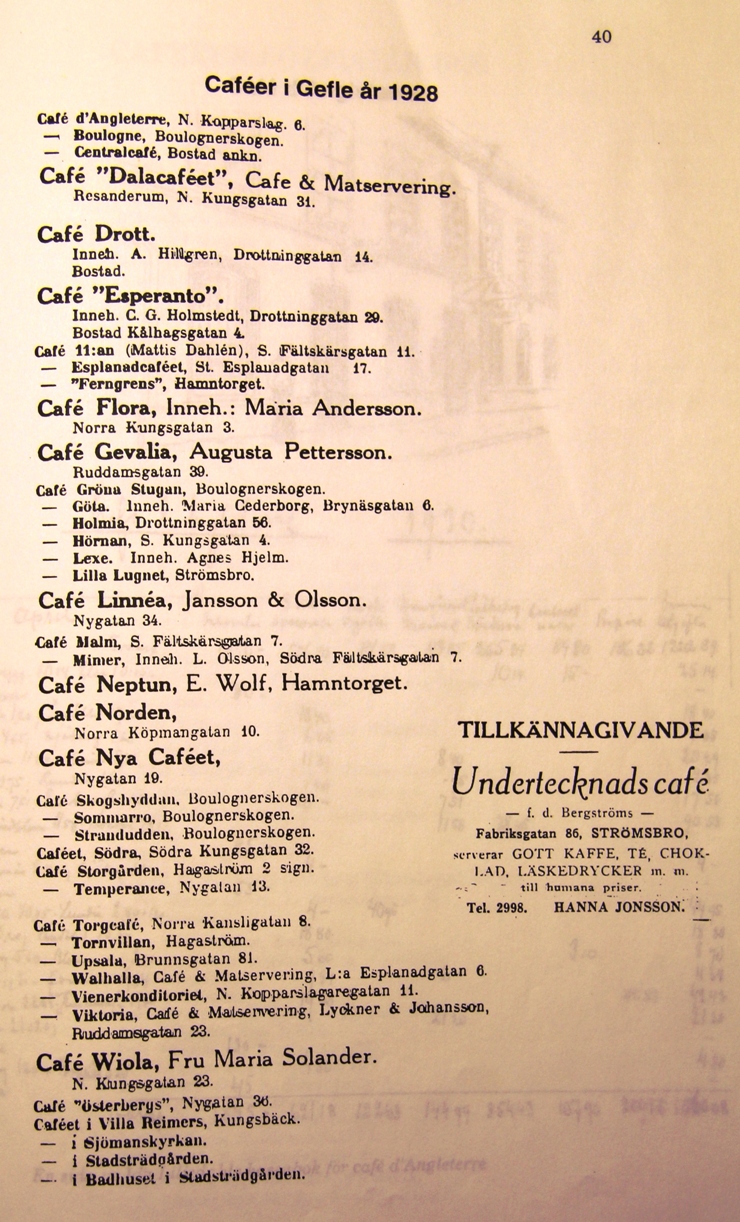 40
Caféer i Gefle år 1928
Café d'Angleterre, N. Kopparslag. 6.
— Boulogne, Boulognerskogen.
— Centralcafé, Bostad ankn.
Café "Dalacaféet", Cafe & Matservering.
Resanderum, N. Kungsgatan 31.
Café Drott.
Inneh. A. Hillgren, Drottninggatan 14.
Bostad.
Café "Esperanto".
Inneh. C. G. Holmstedt, Drottninggatan 29.
Bostad Kålhagsgatan 4.
Café 11:an (Mattis Dahlén), S. Fältskärsgatan 11.
— Esplanadcaféet, St. Esplanadgatan 17.
— "Ferngrens", Hamntorget.
Café Flora, Inneh.: Maria Andersson.
Norra Kungsgatan 3.
Café Gevalia, Augusta Pettersson.
Ruddamsgatan 39.
Café Gröna Stugan, Boulognerskogen.
— Göta. Inneh. Maria Cederborg, Brynäsgatan 6.
— Holmia, Drottninggatan 56.
— Hörnan, S. Kungsgatan 4.
— Lexe. Inneh. Agnes Hjelm.
— Lilla Lugnet, Strömsbro.
Café Linnéa, Jansson & Olsson.
Nygatan 34.
Café Malm, S. Fältskärsgatan 7.
— Mimer, Inneh. L. Olsson, Södra Fältskärsgatan 7.
Café Neptun, E. Wolf, Hamntorget.
Café Norden,
Norra Köpmangatan 10.
Café Nya Caféet,
Nygatan 19.
Café Skogshyddan, Boulognerskogen.
— Sommarro, Boulognerskogen.
— Strandudden, Boulognerskogen.
Caféet, Södra, Södra Kungsgatan 32.
Café Storgården, Hagaström 2 sign.
— Temperance, Nygatan 13.
Café Torgcafé, Norra Kansligatan 8.
— Tornvillan, Hagaström.
— Upsala, Brunnsgatan 81.
— Walhalla, Café & Matservering, L:a Esplanadgatan 6.
— Vienerkonditoriet, N. Kopparslagaregatan 11.
— Viktoria, Café & Matservering, Lyckner & Johansson,
Ruddamsgatan 23.
Café Wiola, Fru Maria Solander.
N. Kungsgatan 23.
Café "Österbergs", Nygatan 36.
Caféet i Villa Reimers, Kungsbäck.
— i Sjömanskyrkan.
— i Stadsträdgården.
— i Badhuset i Stadsträdgården.
TILLKÄNNAGIVANDE
Undertecknads café
— f. d. Bergströms —
Fabriksgatan 86, STRÖMSBRO,
serverar GOTT KAFFE, TÉ, CHOK-
LAD, LÄSKEDRYCKER m. m.
till humana priser.
Tel. 2998. HANNA JONSSON.